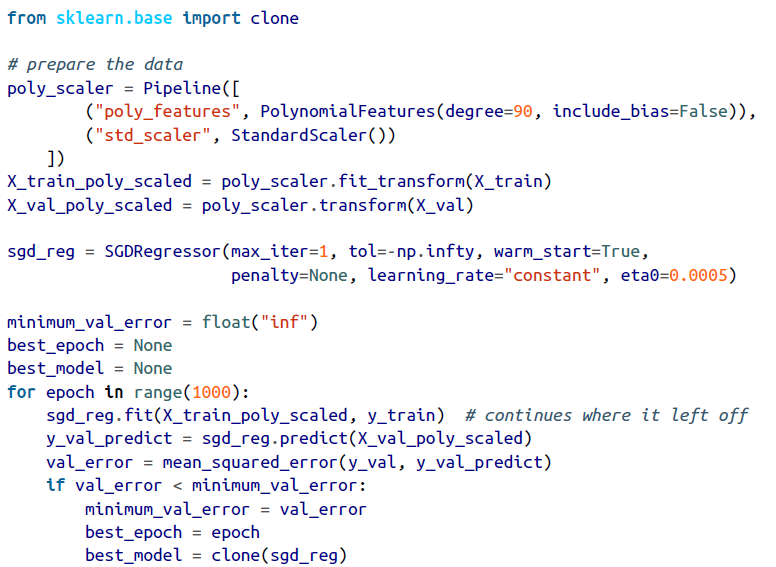 from sklearn.base import clone

# prepare the data
poly_scaler = Pipeline([
        ("poly_features", PolynomialFeatures(degree=90, include_bias=False)),
        ("std_scaler", StandardScaler())
    ])
X_train_poly_scaled = poly_scaler.fit_transform(X_train)
X_val_poly_scaled = poly_scaler.transform(X_val)

sgd_reg = SGDRegressor(max_iter=1, tol=-np.infty, warm_start=True,
                       penalty=None, learning_rate="constant", eta0=0.0005)

minimum_val_error = float("inf")
best_epoch = None
best_model = None
for epoch in range(1000):
    sgd_reg.fit(X_train_poly_scaled, y_train)  # continues where it left off
    y_val_predict = sgd_reg.predict(X_val_poly_scaled)
    val_error = mean_squared_error(y_val, y_val_predict)
    if val_error < minimum_val_error:
        minimum_val_error = val_error
        best_epoch = epoch
        best_model = clone(sgd_reg)